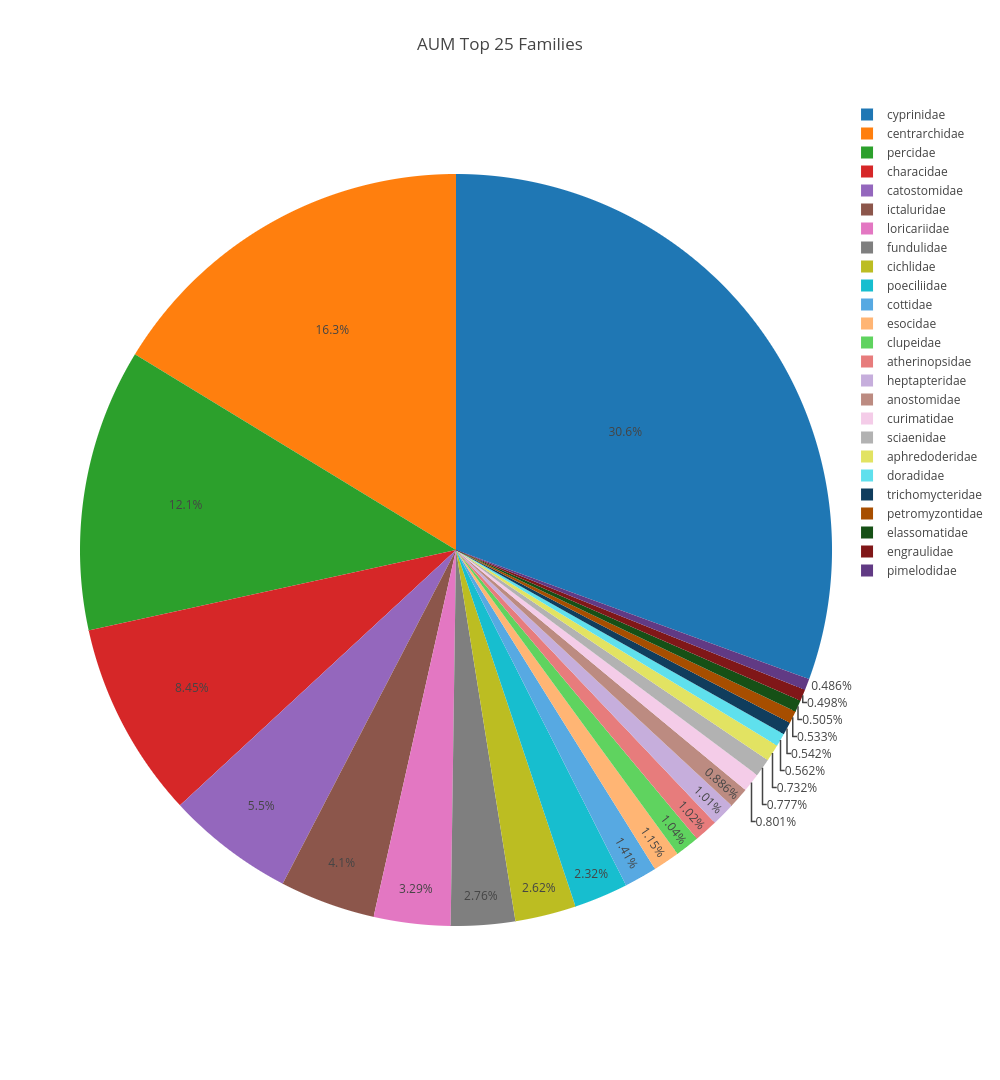 AUM Top 25 Families
cyprinidae
centrarchidae
percidae
characidae
catostomidae
ictaluridae
loricariidae
fundulidae
cichlidae
poeciliidae
cottidae
esocidae
clupeidae
atherinopsidae
heptapteridae
anostomidae
curimatidae
sciaenidae
aphredoderidae
doradidae
trichomycteridae
petromyzontidae
elassomatidae
engraulidae
pimelodidae
30.6%
16.3%
12.1%
8.45%
5.5%
4.1%
3.29%
2.76%
2.62%
2.32%
1.41%
1.15%
1.04%
1.02%
1.01%
0.886%
0.801%
0.777%
0.732%
0.562%
0.542%
0.533%
0.505%
0.498%
0.486%